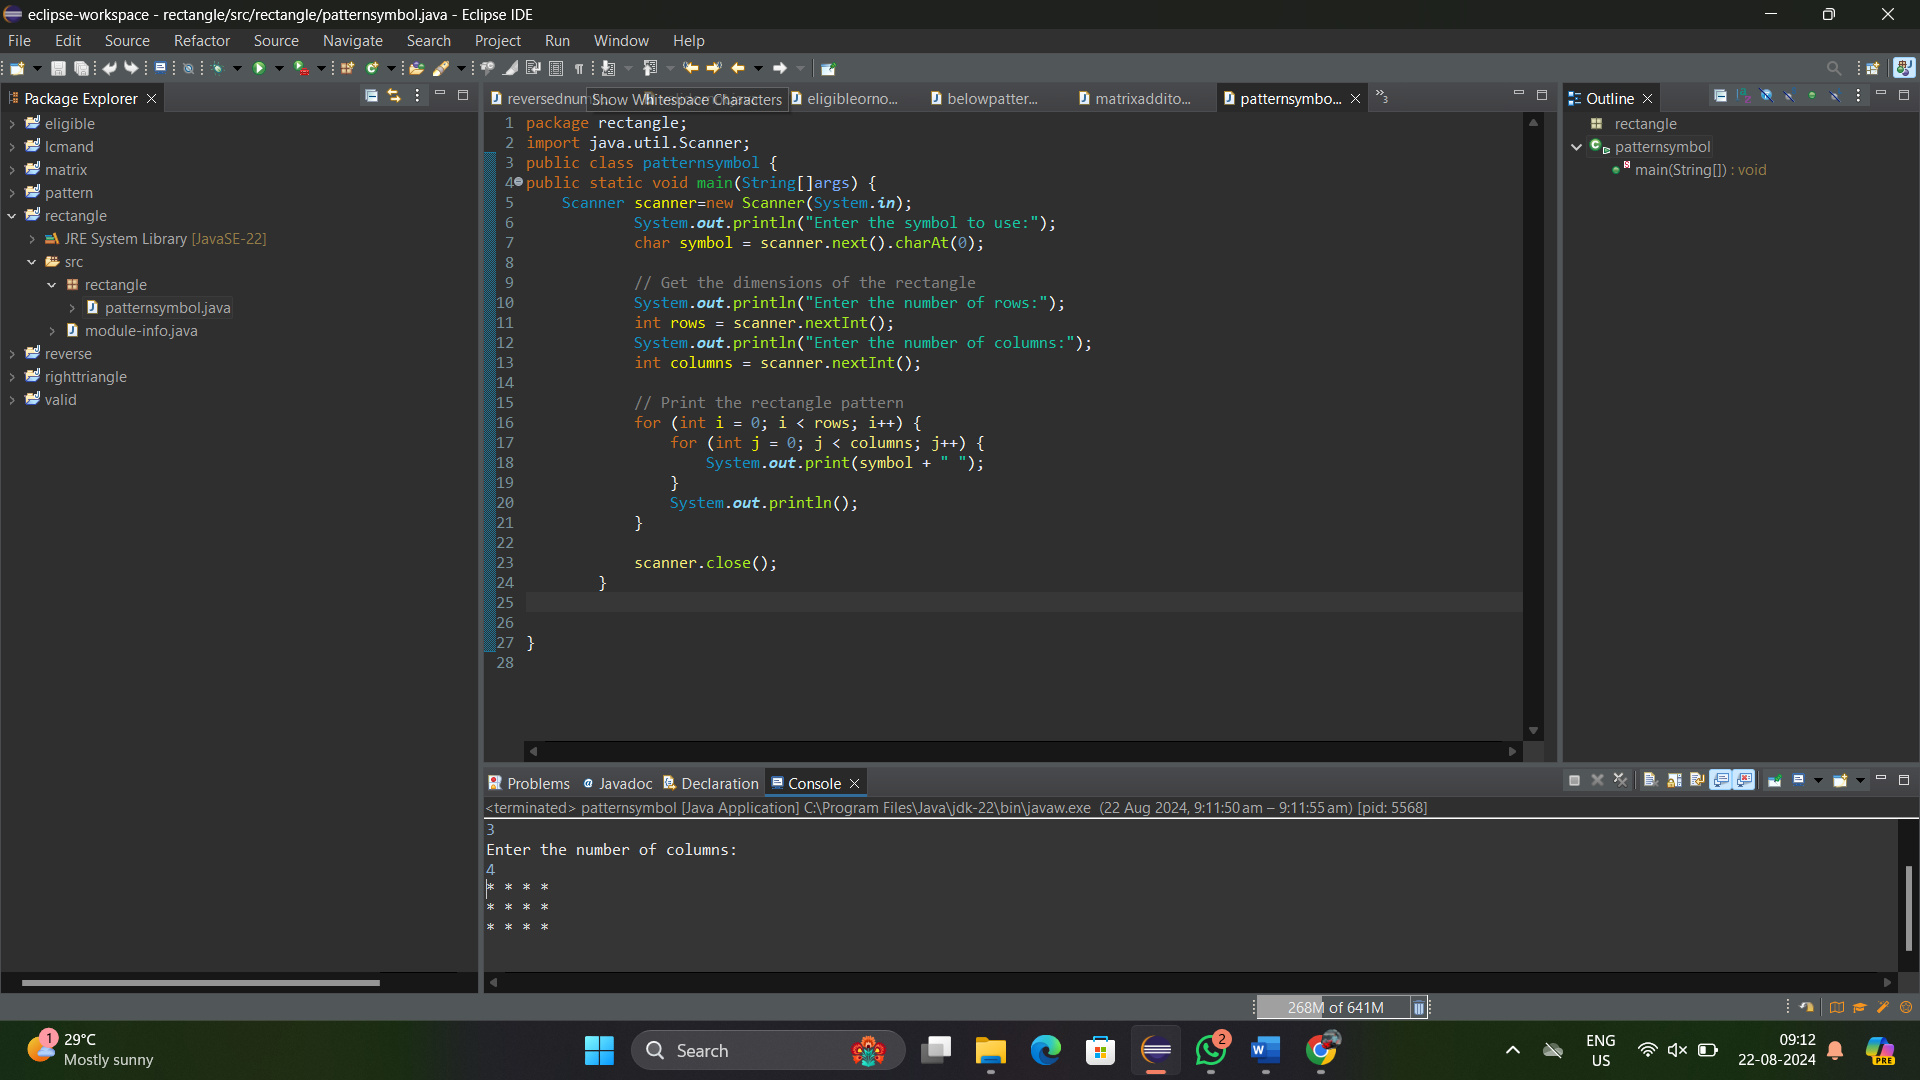 eclipse-workspace - rectangle/src/rectangle/patternsymbol.java - Eclipse IDE
File Edit Source Refactor Source Navigate Search Project Run Window Help
Package Explorer
eligible
lcmand
matrix
pattern
rectangle
JRE System Library [JavaSE-22]
src
rectangle
patternsymbol.java
module-info.java
reverse
righttriangle
valid
Show Whitespace Characters
eligibleorno...
belowpatter...
matrixaddito...
patternsymbo...
3
1 package rectangle;
2 import java.util.Scanner;
3 public class patternsymbol {
4 public static void main(String[]args) {
5 Scanner scanner=new Scanner(System.in);
6 System.out.println("Enter the symbol to use:");
7 char symbol = scanner.next().charAt(0);
8
9 // Get the dimensions of the rectangle
10 System.out.println("Enter the number of rows:");
11 int rows = scanner.nextInt();
12 System.out.println("Enter the number of columns:");
13 int columns = scanner.nextInt();
14
15 // Print the rectangle pattern
16 for (int i = 0; i < rows; i++) {
17 for (int j = 0; j < columns; j++) {
18 System.out.print(symbol + " ");
19 }
20 System.out.println();
21 }
22
23 scanner.close();
24 }
25
26
27 }
28
Outline
rectangle
patternsymbol
main(String[]) : void
Problems Javadoc Declaration Console
<terminated> patternsymbol [Java Application] C:\Program Files\Java\jdk-22\bin\javaw.exe (22 Aug 2024, 9:11:50 am – 9:11:55 am) [pid: 5568]
3
Enter the number of columns:
4
* * * *
* * * *
* * * *
268M of 641M
1
29°C
Mostly sunny
Search
2
ENG
US
09:12
22-08-2024
PRE